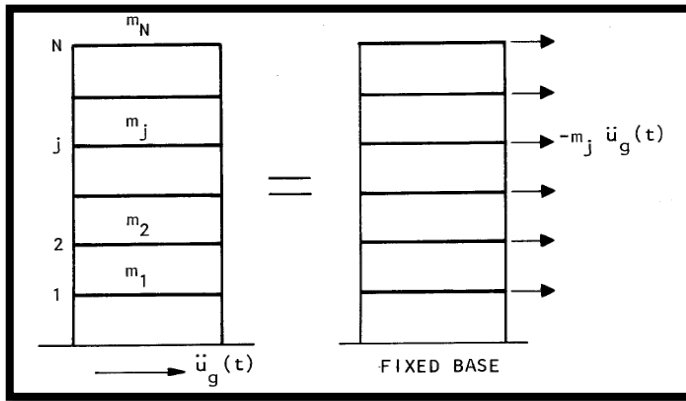 N
m_N
j
m_j
-m_j ü_g(t)
=
2
m_2
1
m_1
ü_g(t)
FIXED BASE